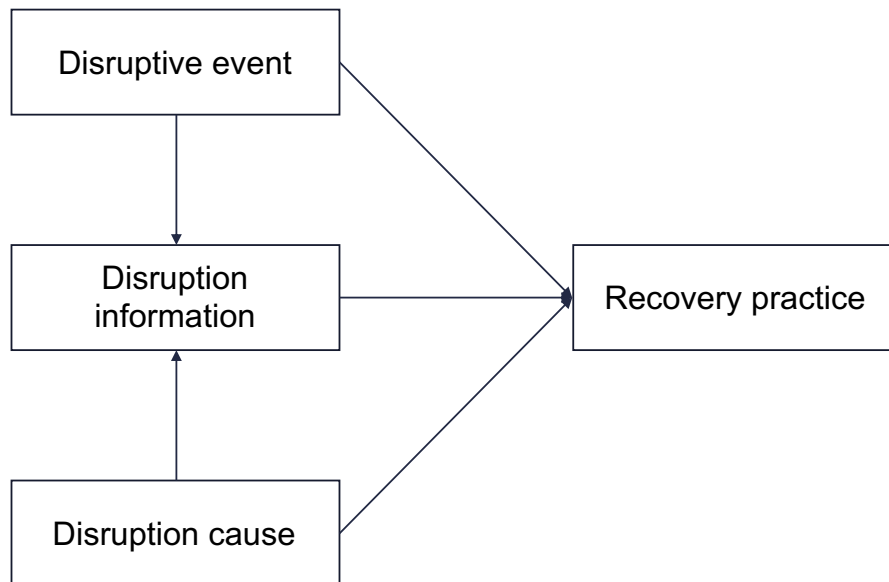 Disruptive event
Disruption
information
Recovery practice
Disruption cause